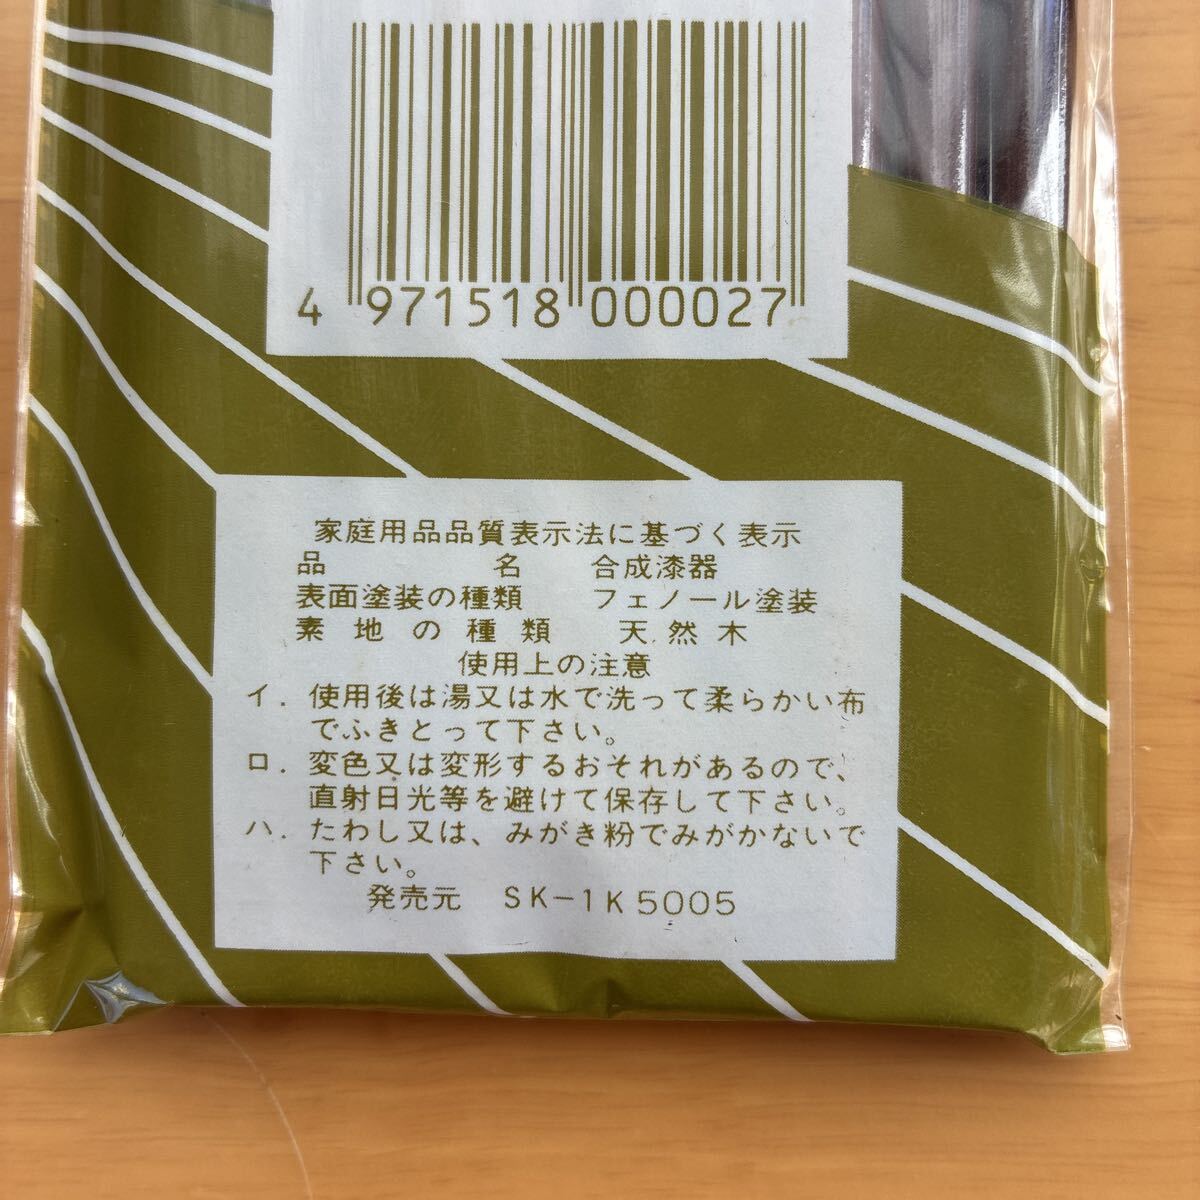 4 971518 000027
家庭用品品質表示法に基づく表示
品名 合成漆器
表面塗装の種類 フェノール塗装
素地の種類 天然木
使用上の注意
イ. 使用後は湯又は水で洗って柔らかい布
でふきとって下さい。
ロ. 変色又は変形するおそれがあるので、
直射日光等を避けて保存して下さい。
ハ. たわし又は、みがき粉でみがかないで
下さい。
発売元 SK-1K5005